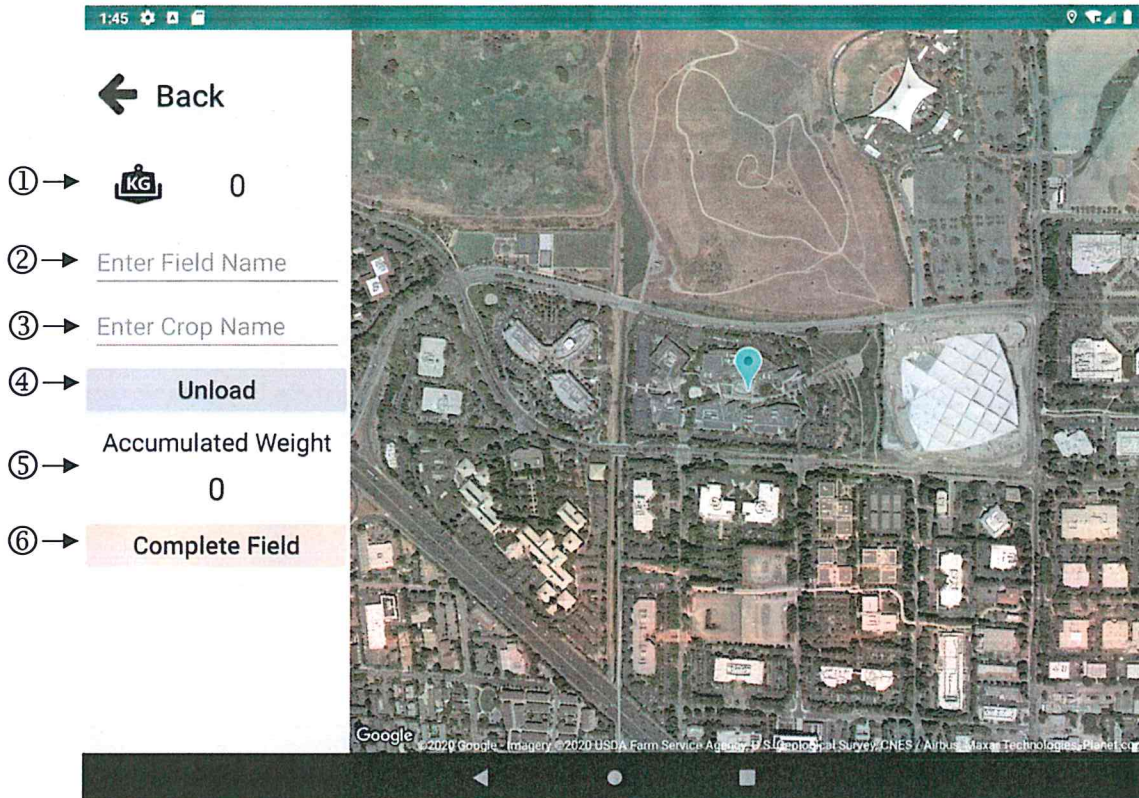 1:45
Back
① KG 0
② Enter Field Name
③ Enter Crop Name
④ Unload
⑤ Accumulated Weight
0
⑥ Complete Field
Google
©2020 Google - Imagery ©2020 USDA Farm Service Agency, U.S. Geological Survey, CNES / Airbus, Maxar Technologies, Planet.com